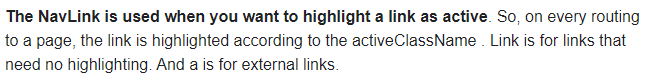 The NavLink is used when you want to highlight a link as active. So, on every routing
to a page, the link is highlighted according to the activeClassName . Link is for links that
need no highlighting. And a is for external links.